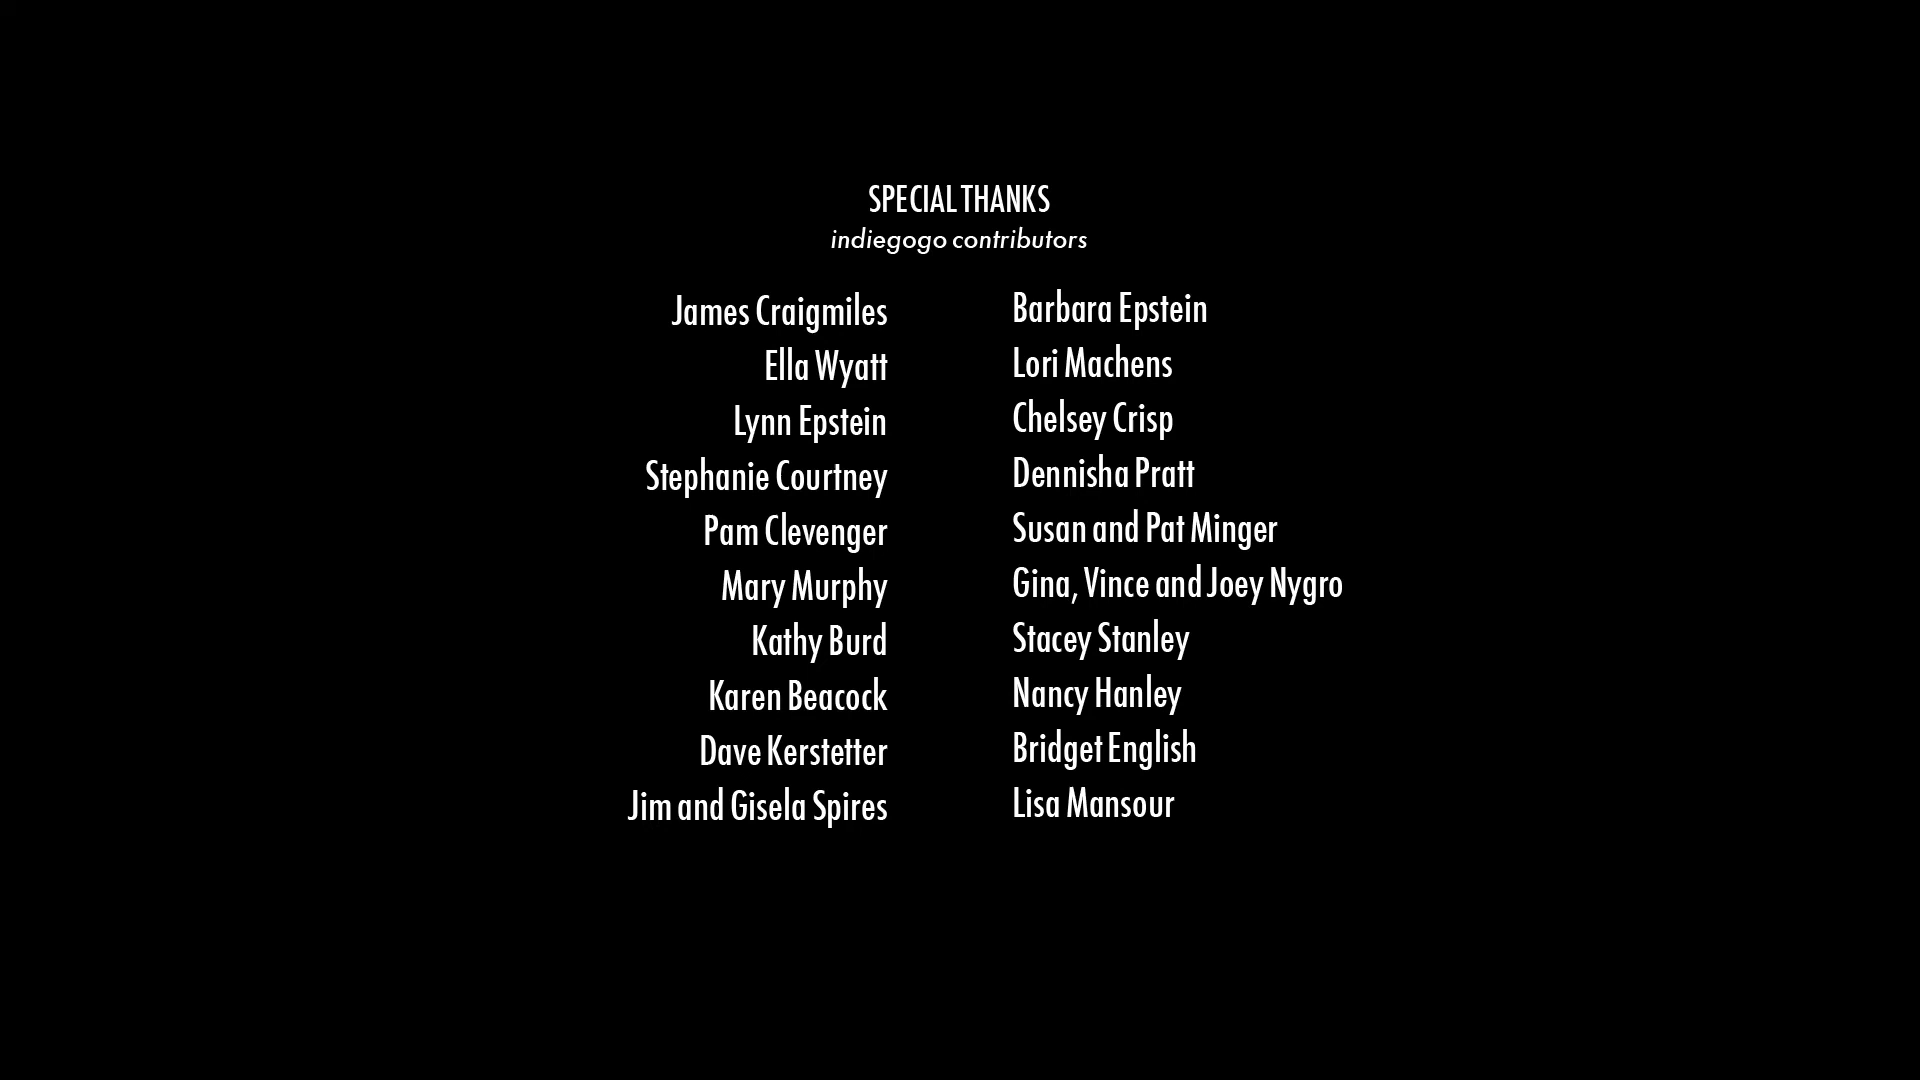 SPECIAL THANKS
indiegogo contributors
James Craigmiles
Ella Wyatt
Lynn Epstein
Stephanie Courtney
Pam Clevenger
Mary Murphy
Kathy Burd
Karen Beacock
Dave Kerstetter
Jim and Gisela Spires
Barbara Epstein
Lori Machens
Chelsey Crisp
Dennisha Pratt
Susan and Pat Minger
Gina, Vince and Joey Nygro
Stacey Stanley
Nancy Hanley
Bridget English
Lisa Mansour